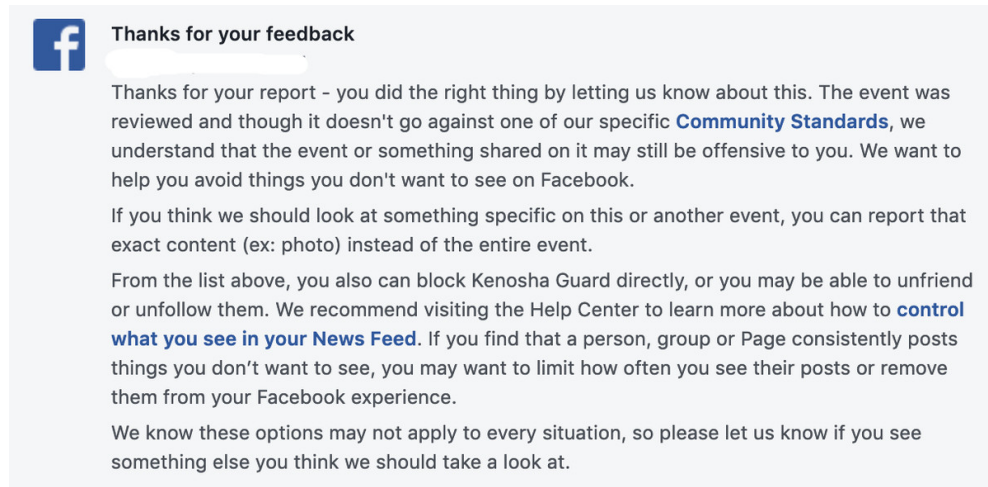 f
Thanks for your feedback
Thanks for your report - you did the right thing by letting us know about this. The event was
reviewed and though it doesn't go against one of our specific Community Standards, we
understand that the event or something shared on it may still be offensive to you. We want to
help you avoid things you don't want to see on Facebook.
If you think we should look at something specific on this or another event, you can report that
exact content (ex: photo) instead of the entire event.
From the list above, you also can block Kenosha Guard directly, or you may be able to unfriend
or unfollow them. We recommend visiting the Help Center to learn more about how to control
what you see in your News Feed. If you find that a person, group or Page consistently posts
things you don’t want to see, you may want to limit how often you see their posts or remove
them from your Facebook experience.
We know these options may not apply to every situation, so please let us know if you see
something else you think we should take a look at.